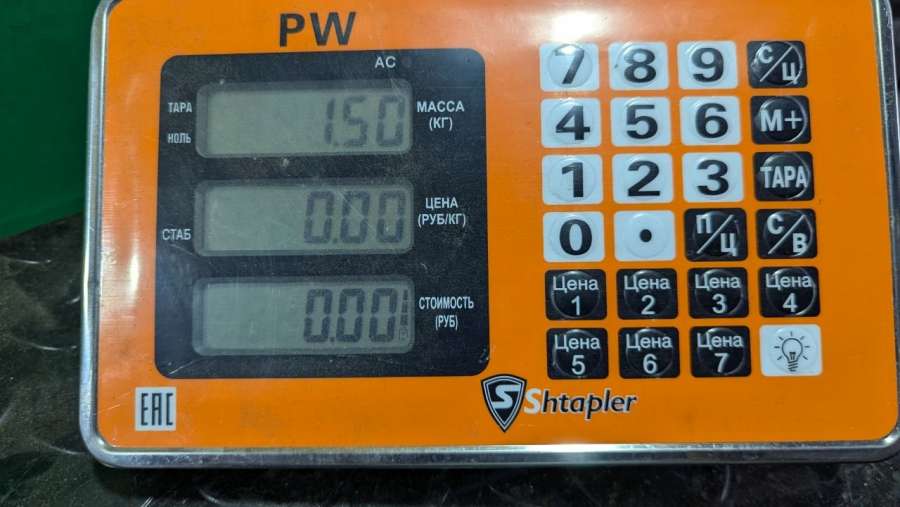 PW
AC
ТАРА
НОЛЬ
1.50
МАССА
(КГ)
СТАБ
0.00
ЦЕНА
(РУБ/КГ)
0.00
СТОИМОСТЬ
(РУБ)
7 8 9 С/Ц
4 5 6 М+
1 2 3 ТАРА
0 • П/Ц С/В
Цена 1 Цена 2 Цена 3 Цена 4
Цена 5 Цена 6 Цена 7
EAC
S Shtapler